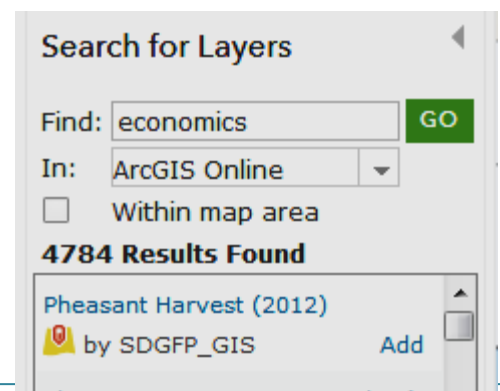 Search for Layers
Find: economics GO
In: ArcGIS Online
Within map area
4784 Results Found
Pheasant Harvest (2012)
by SDGFP_GIS Add